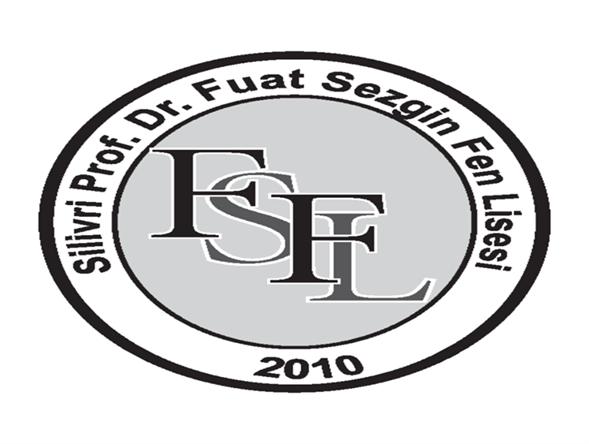 Silivri Prof. Dr. Fuat Sezgin Fen Lisesi
FSFL
2010